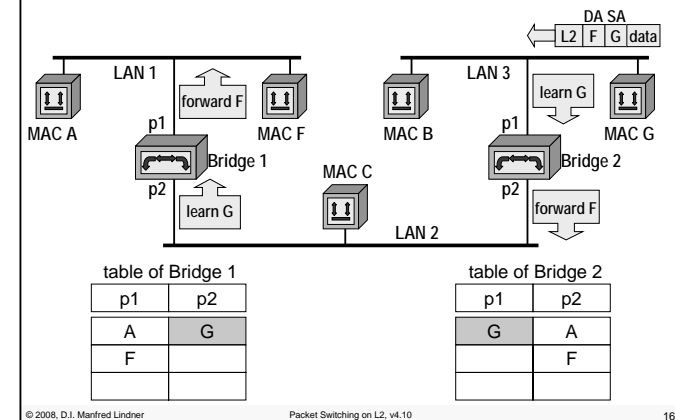 DA SA
L2 F G data
LAN 1
LAN 3
forward F
learn G
MAC A
p1
MAC F
MAC B
p1
MAC G
Bridge 1
Bridge 2
p2
MAC C
p2
learn G
forward F
LAN 2
table of Bridge 1
table of Bridge 2
p1 p2
p1 p2
A G
G A
F
F
© 2008, D.I. Manfred Lindner
Packet Switching on L2, v4.10
16